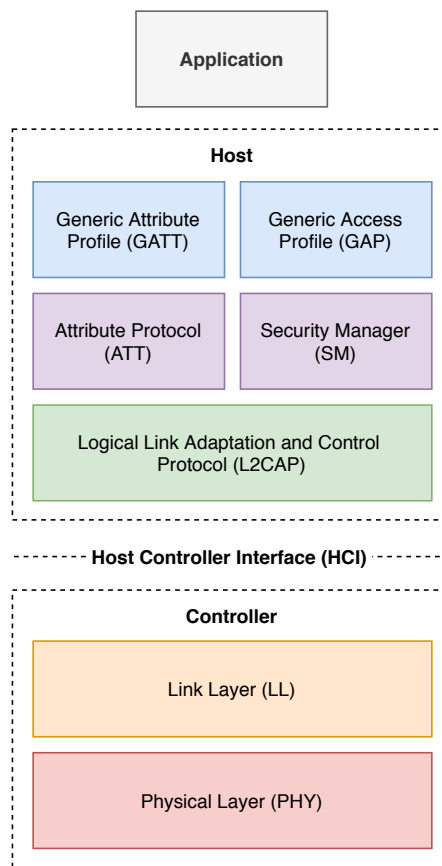 Application
Host
Generic Attribute
Profile (GATT)
Generic Access
Profile (GAP)
Attribute Protocol
(ATT)
Security Manager
(SM)
Logical Link Adaptation and Control
Protocol (L2CAP)
Host Controller Interface (HCI)
Controller
Link Layer (LL)
Physical Layer (PHY)